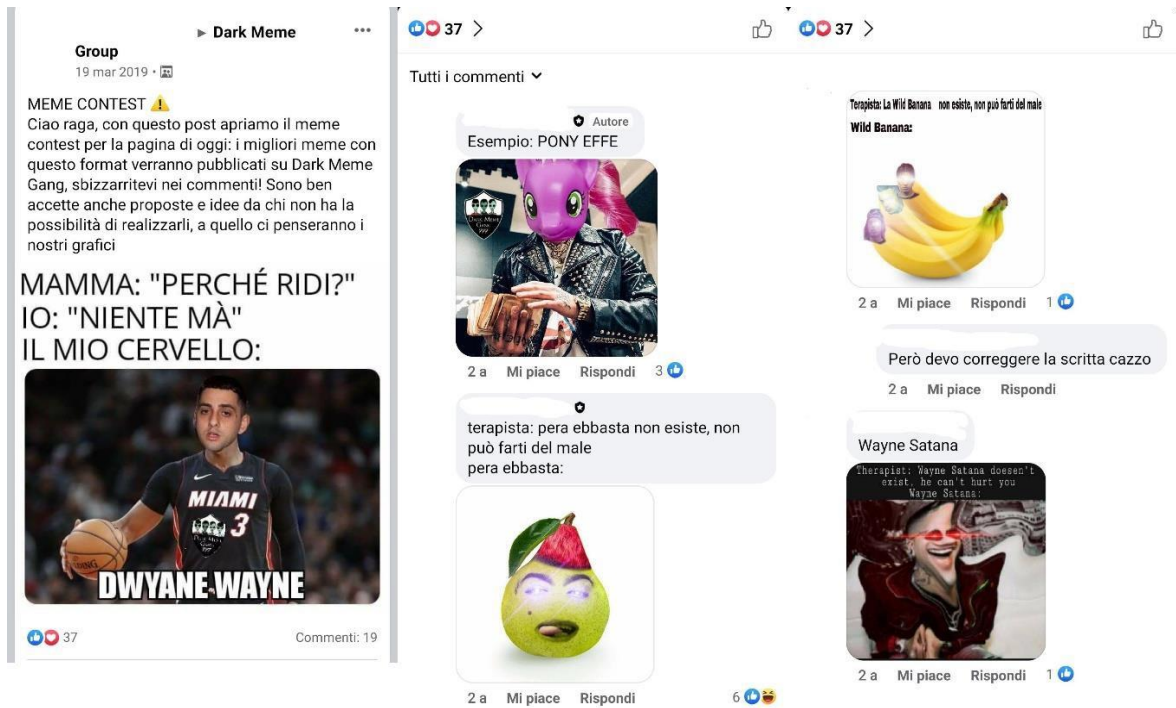 ▸ Dark Meme
Group
19 mar 2019 •
MEME CONTEST ⚠️
Ciao raga, con questo post apriamo il meme
contest per la pagina di oggi: i migliori meme con
questo format verranno pubblicati su Dark Meme
Gang, sbizzarritevi nei commenti! Sono ben
accette anche proposte e idee da chi non ha la
possibilità di realizzarli, a quello ci penseranno i
nostri grafici
MAMMA: "PERCHÉ RIDI?"
IO: "NIENTE MÀ"
IL MIO CERVELLO:
MIAMI
3
DWYANE WAYNE
37
Commenti: 19
37
Tutti i commenti
Autore
Esempio: PONY EFFE
DARK MEME
GANG
2 a Mi piace Rispondi 3
terapista: pera ebbasta non esiste, non
può farti del male
pera ebbasta:
2 a Mi piace Rispondi 6
37
Terapista: La Wild Banana non esiste, non può farti del male
Wild Banana:
2 a Mi piace Rispondi 1
Però devo correggere la scritta cazzo
2 a Mi piace Rispondi
Wayne Satana
Therapist: Wayne Satana doesen't
exist, he can't hurt you
Wayne Satana:
2 a Mi piace Rispondi 1